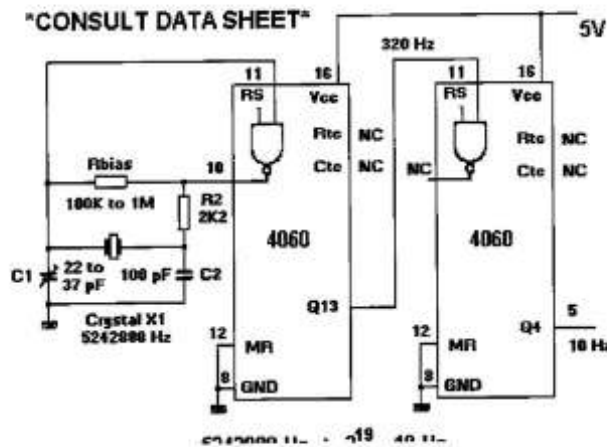 "CONSULT DATA SHEET"
5V
320 Hz
11
16
11
16
RS
Vcc
RS
Vcc
Rtc NC
Rtc NC
Rbias
10
Ctc NC
NC
Ctc NC
100K to 1M
R2
2K2
4060
4060
C1
22 to
37 pF
100 pF
C2
Q13
5
Crystal X1
5242880 Hz
12
MR
12
MR
Q4
10 Hz
8
GND
8
GND